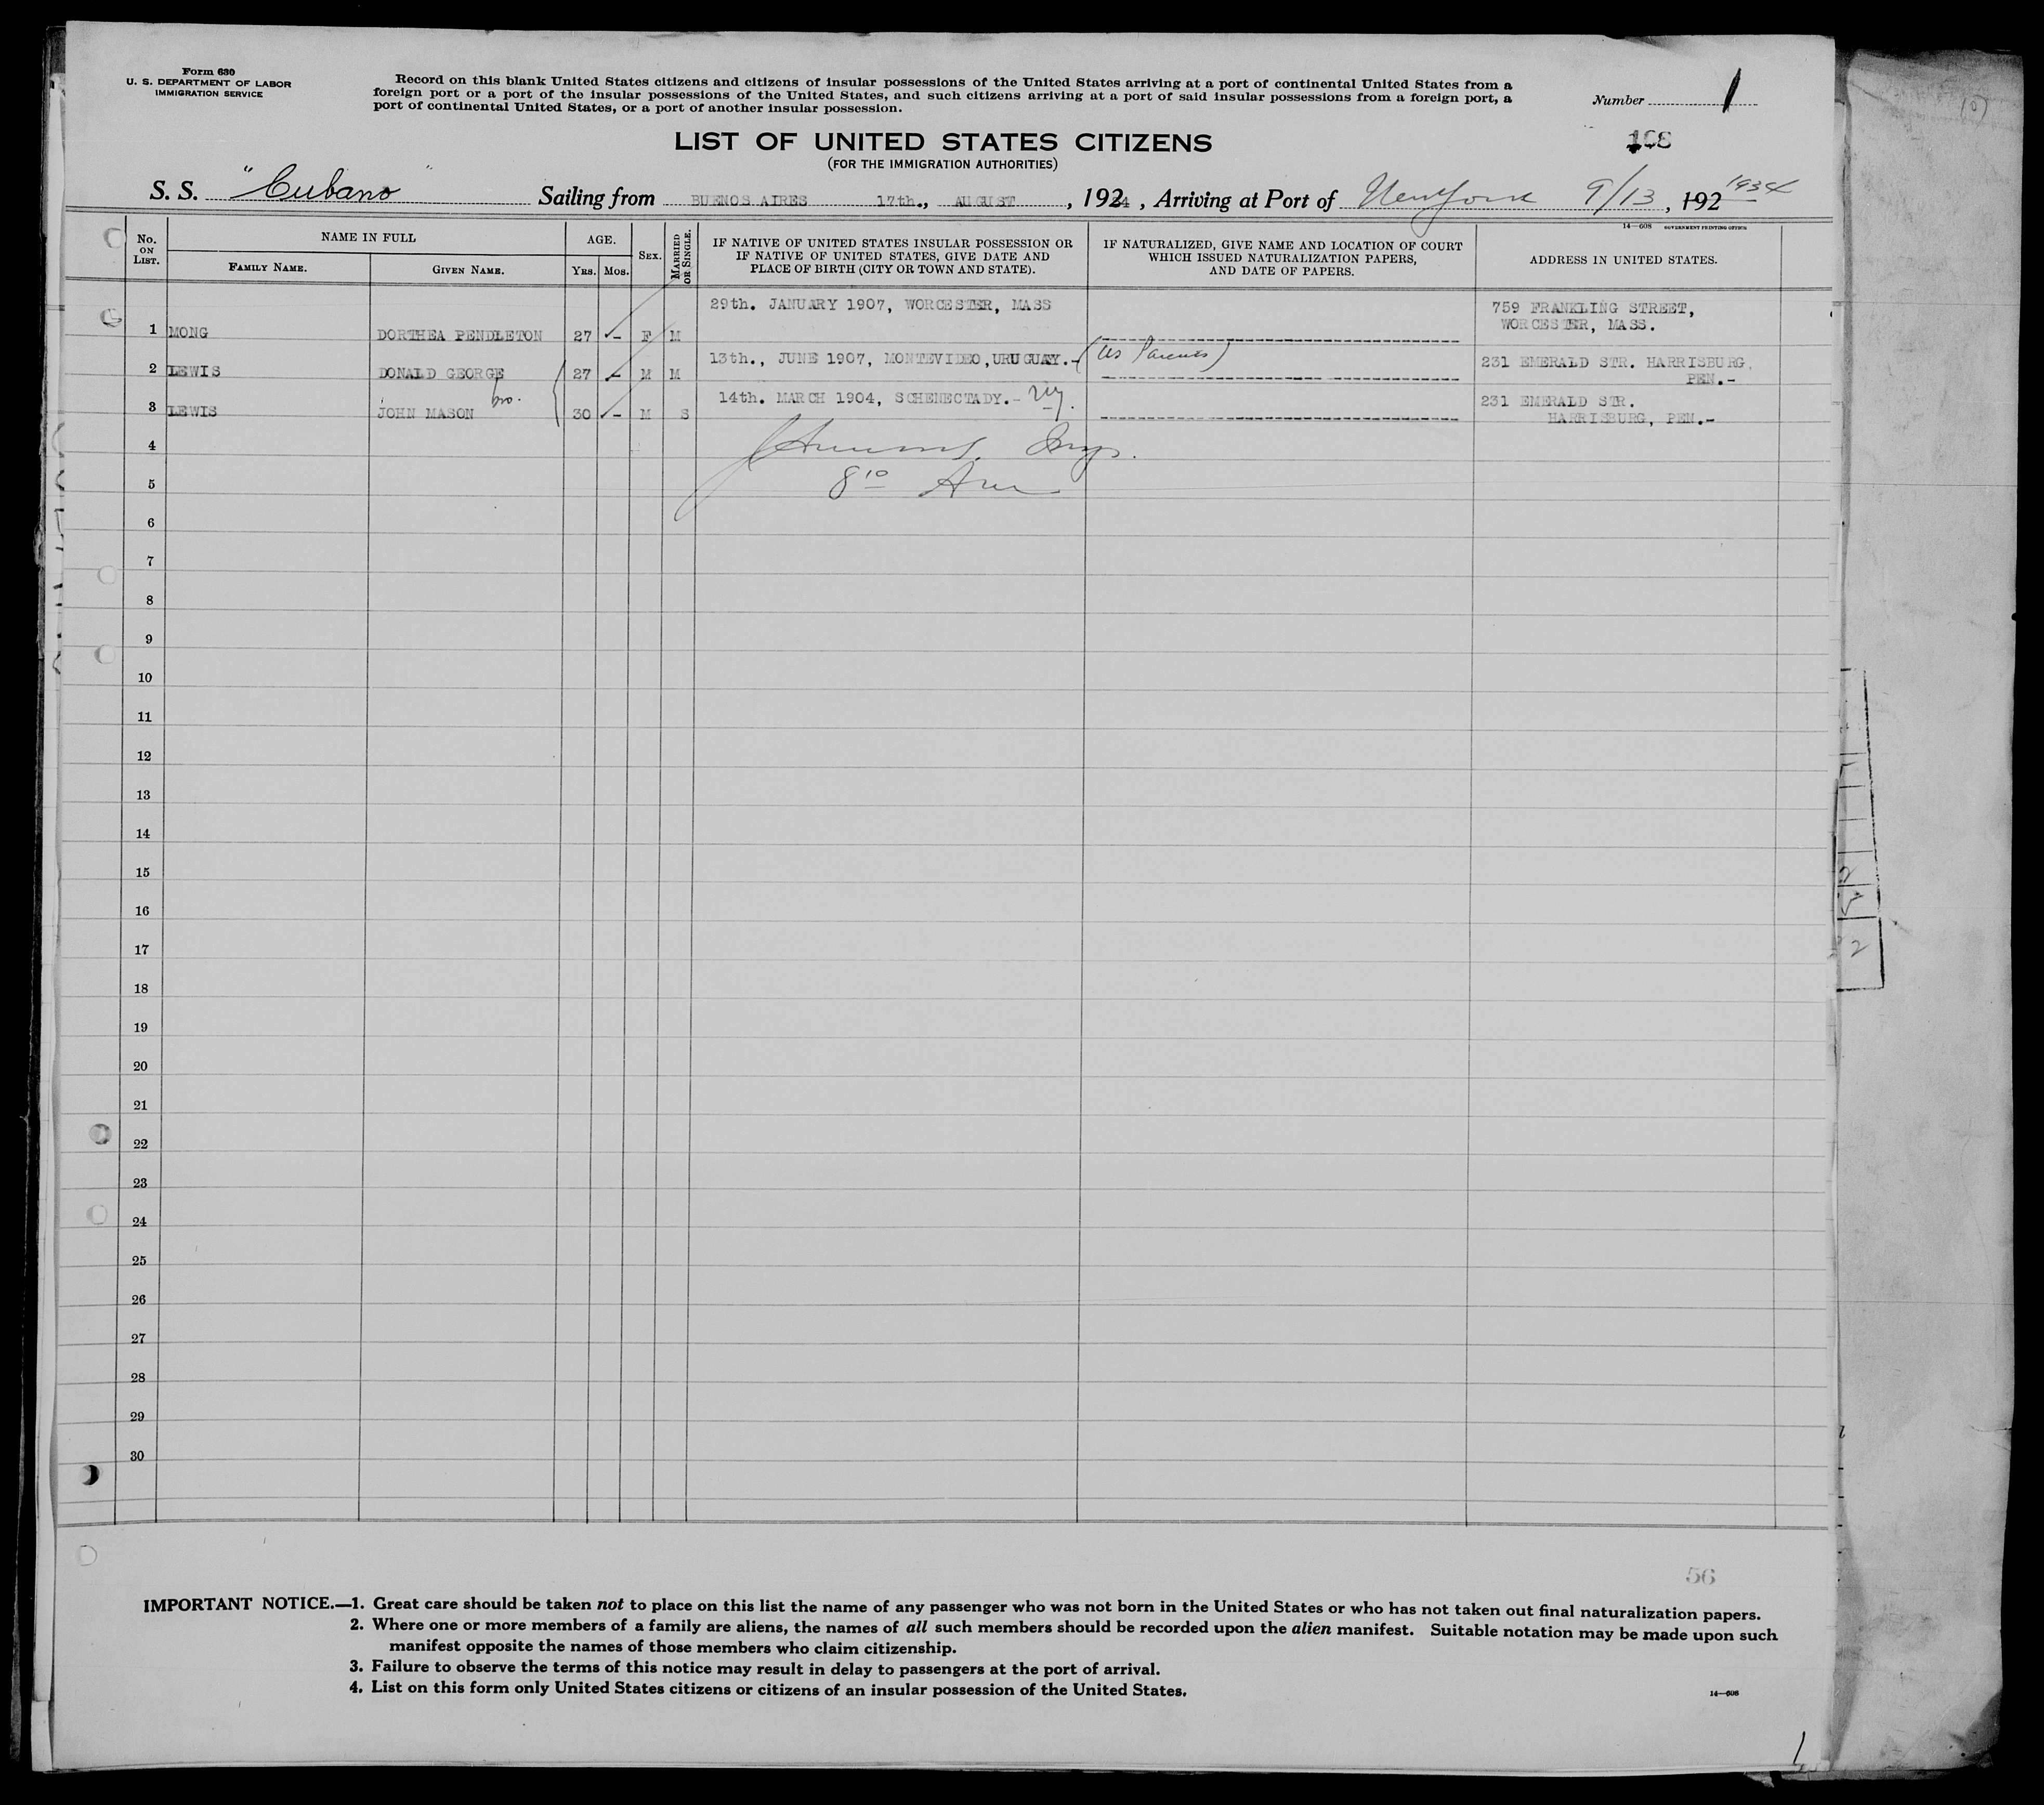 Form 630
U. S. DEPARTMENT OF LABOR
IMMIGRATION SERVICE
Record on this blank United States citizens and citizens of insular possessions of the United States arriving at a port of continental United States from a
foreign port or a port of the insular possessions of the United States, and such citizens arriving at a port of said insular possessions from a foreign port, a
port of continental United States, or a port of another insular possession.
Number 1
LIST OF UNITED STATES CITIZENS
(FOR THE IMMIGRATION AUTHORITIES)
S. S. "Cubano" Sailing from BUENOS AIRES 17th., AUGUST , 1934 , Arriving at Port of New York 9/13 , 192 1934
14—608 GOVERNMENT PRINTING OFFICE
No. ON LIST.
NAME IN FULL
FAMILY NAME.
GIVEN NAME.
AGE.
YRS.
MOS.
SEX.
MARRIED OR SINGLE.
IF NATIVE OF UNITED STATES INSULAR POSSESSION OR
IF NATIVE OF UNITED STATES, GIVE DATE AND
PLACE OF BIRTH (CITY OR TOWN AND STATE).
IF NATURALIZED, GIVE NAME AND LOCATION OF COURT
WHICH ISSUED NATURALIZATION PAPERS,
AND DATE OF PAPERS.
ADDRESS IN UNITED STATES.
29th. JANUARY 1907, WORCESTER, MASS 759 FRANKLING STREET,
1 MONG DORTHEA PENDLETON 27 ✓– F M WORCESTER, MASS.
2 LEWIS DONALD GEORGE 27 ✓– M M 13th., JUNE 1907, MONTEVIDEO, URUGUAY.- (US Parents) 231 EMERALD STR. HARRISBURG,
PEN.-
3 LEWIS JOHN MASON bro. 30 ✓– M S 14th. MARCH 1904, SCHENECTADY.- NY. 231 EMERALD STR.
HARRISBURG, PEN.-
4
5
8 10
6
7
8
9
10
11
12
13
14
15
16
17
18
19
20
21
22
23
24
25
26
27
28
29
30
56
IMPORTANT NOTICE.—1. Great care should be taken not to place on this list the name of any passenger who was not born in the United States or who has not taken out final naturalization papers.
2. Where one or more members of a family are aliens, the names of all such members should be recorded upon the alien manifest. Suitable notation may be made upon such
manifest opposite the names of those members who claim citizenship.
3. Failure to observe the terms of this notice may result in delay to passengers at the port of arrival.
4. List on this form only United States citizens or citizens of an insular possession of the United States.
14—608